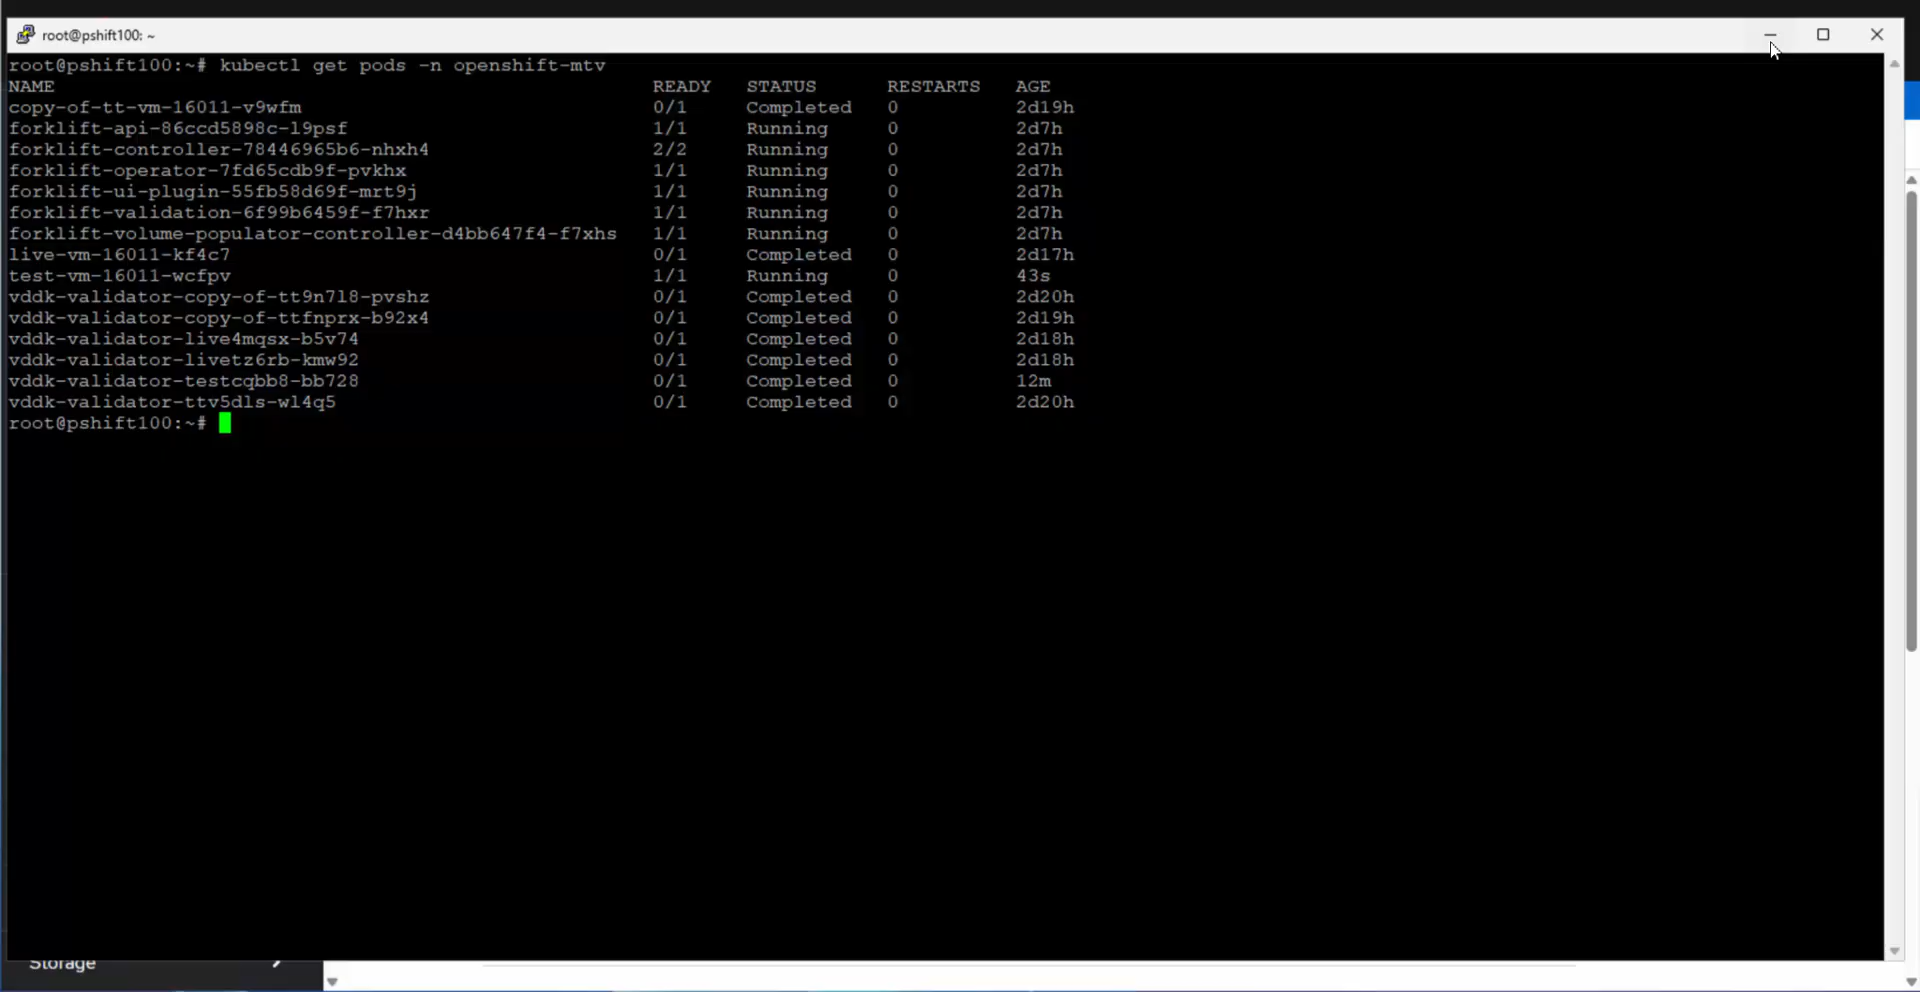 root@pshift100: ~
root@pshift100:~# kubectl get pods -n openshift-mtv
NAME READY STATUS RESTARTS AGE
copy-of-tt-vm-16011-v9wfm 0/1 Completed 0 2d19h
forklift-api-86ccd5898c-l9psf 1/1 Running 0 2d7h
forklift-controller-78446965b6-nhxh4 2/2 Running 0 2d7h
forklift-operator-7fd65cdb9f-pvkhx 1/1 Running 0 2d7h
forklift-ui-plugin-55fb58d69f-mrt9j 1/1 Running 0 2d7h
forklift-validation-6f99b6459f-f7hxr 1/1 Running 0 2d7h
forklift-volume-populator-controller-d4bb647f4-f7xhs 1/1 Running 0 2d7h
live-vm-16011-kf4c7 0/1 Completed 0 2d17h
test-vm-16011-wcfpv 1/1 Running 0 43s
vddk-validator-copy-of-tt9n7l8-pvshz 0/1 Completed 0 2d20h
vddk-validator-copy-of-ttfnprx-b92x4 0/1 Completed 0 2d19h
vddk-validator-live4mqsx-b5v74 0/1 Completed 0 2d18h
vddk-validator-livetz6rb-kmw92 0/1 Completed 0 2d18h
vddk-validator-testcqbb8-bb728 0/1 Completed 0 12m
vddk-validator-ttv5dls-wl4q5 0/1 Completed 0 2d20h
root@pshift100:~#
Storage